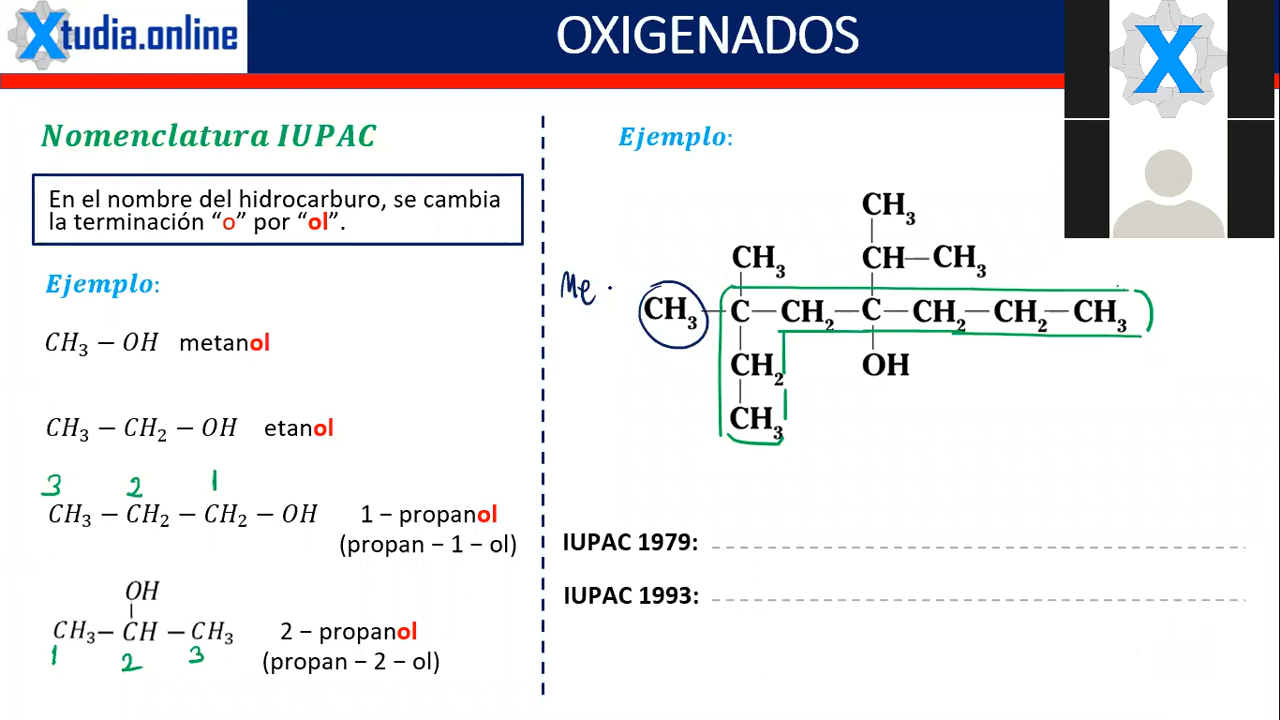 Xtudia.online
OXIGENADOS
X
Nomenclatura IUPAC
En el nombre del hidrocarburo, se cambia
la terminación “o” por “ol”.
Ejemplo:
CH₃ − OH metanol
CH₃ − CH₂ − OH etanol
3 2 1
CH₃ − CH₂ − CH₂ − OH 1 − propanol
(propan − 1 − ol)
OH
CH₃ − CH − CH₃ 2 − propanol
1 2 3
(propan − 2 − ol)
Ejemplo:
CH₃
CH₃ CH — CH₃
Me CH₃ — C — CH₂ — C — CH₂ — CH₂ — CH₃
CH₂ OH
CH₃
IUPAC 1979:
IUPAC 1993: